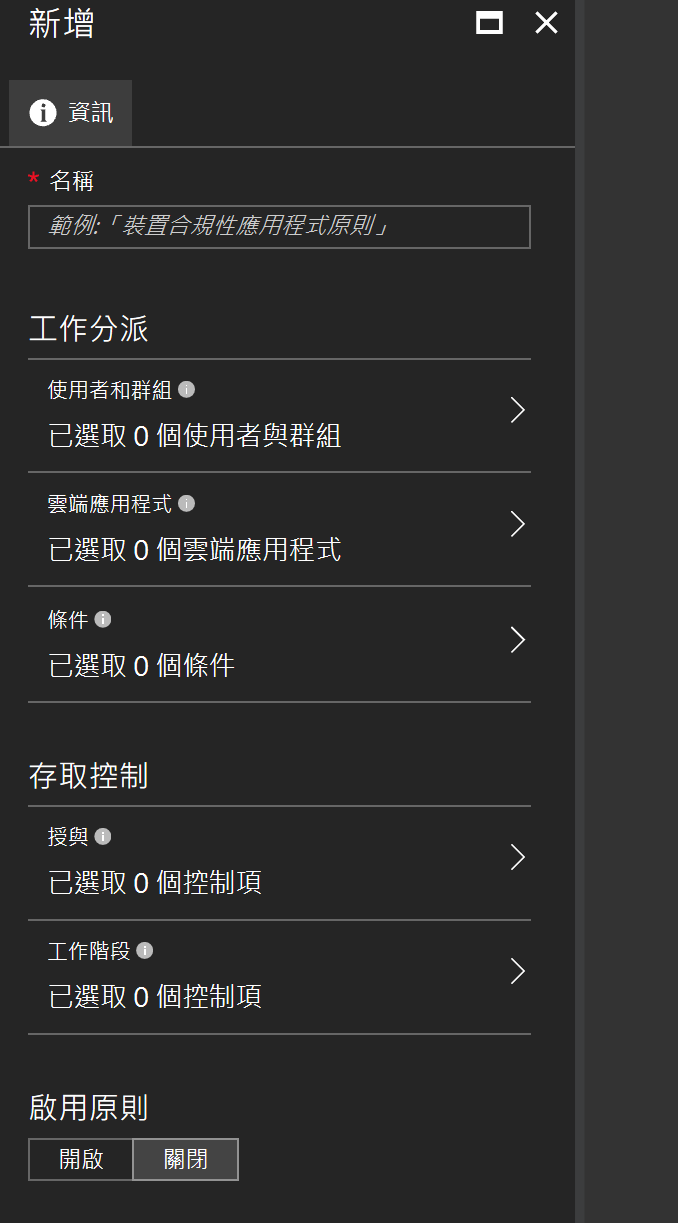 新增
資訊
* 名稱
範例:「裝置合規性應用程式原則」
工作分派
使用者和群組
已選取 0 個使用者與群組
雲端應用程式
已選取 0 個雲端應用程式
條件
已選取 0 個條件
存取控制
授與
已選取 0 個控制項
工作階段
已選取 0 個控制項
啟用原則
開啟 關閉